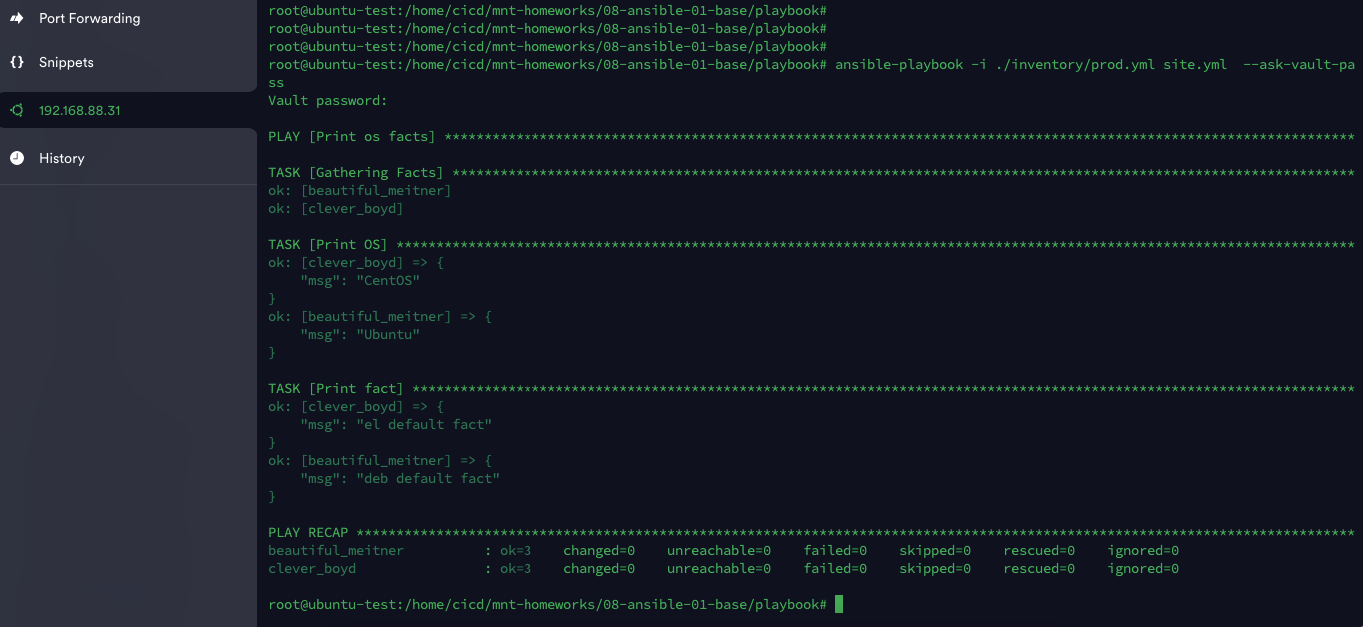 Port Forwarding
{} Snippets
192.168.88.31
History
root@ubuntu-test:/home/cicd/mnt-homeworks/08-ansible-01-base/playbook#
root@ubuntu-test:/home/cicd/mnt-homeworks/08-ansible-01-base/playbook#
root@ubuntu-test:/home/cicd/mnt-homeworks/08-ansible-01-base/playbook#
root@ubuntu-test:/home/cicd/mnt-homeworks/08-ansible-01-base/playbook# ansible-playbook -i ./inventory/prod.yml site.yml  --ask-vault-pa
ss
Vault password:
PLAY [Print os facts] ******************************************************************************************************************
TASK [Gathering Facts] *****************************************************************************************************************
ok: [beautiful_meitner]
ok: [clever_boyd]
TASK [Print OS] ************************************************************************************************************************
ok: [clever_boyd] => {
    "msg": "CentOS"
}
ok: [beautiful_meitner] => {
    "msg": "Ubuntu"
}
TASK [Print fact] **********************************************************************************************************************
ok: [clever_boyd] => {
    "msg": "el default fact"
}
ok: [beautiful_meitner] => {
    "msg": "deb default fact"
}
PLAY RECAP *****************************************************************************************************************************
beautiful_meitner          : ok=3    changed=0    unreachable=0    failed=0    skipped=0    rescued=0    ignored=0
clever_boyd                : ok=3    changed=0    unreachable=0    failed=0    skipped=0    rescued=0    ignored=0
root@ubuntu-test:/home/cicd/mnt-homeworks/08-ansible-01-base/playbook#